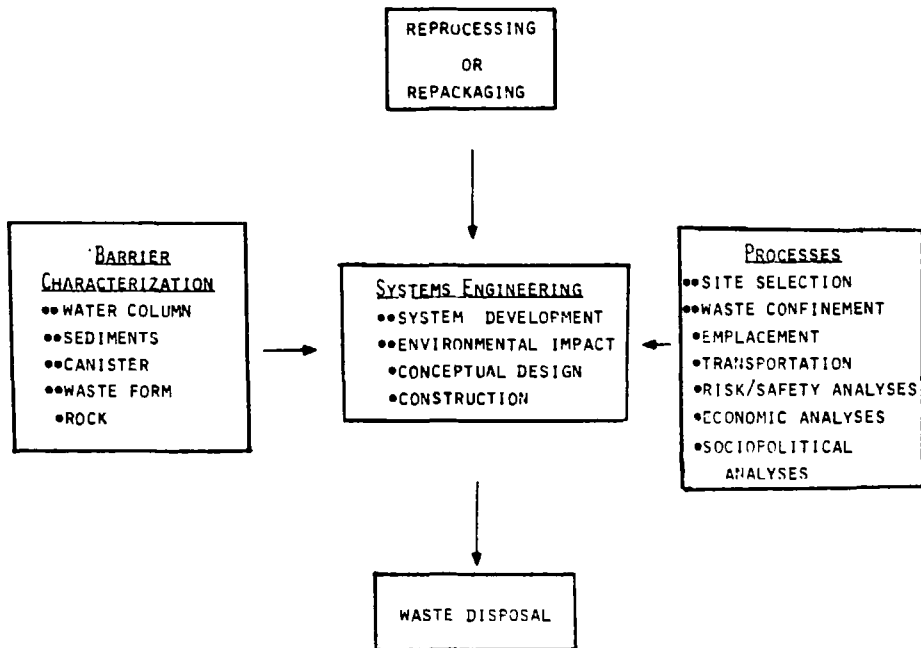 REPROCESSING
OR
REPACKAGING
BARRIER
CHARACTERIZATION
••WATER COLUMN
••SEDIMENTS
••CANISTER
••WASTE FORM
•ROCK
SYSTEMS ENGINEERING
••SYSTEM DEVELOPMENT
••ENVIRONMENTAL IMPACT
•CONCEPTUAL DESIGN
•CONSTRUCTION
PROCESSES
••SITE SELECTION
••WASTE CONFINEMENT
•EMPLACEMENT
•TRANSPORTATION
•RISK/SAFETY ANALYSES
•ECONOMIC ANALYSES
•SOCIOPOLITICAL
ANALYSES
WASTE DISPOSAL